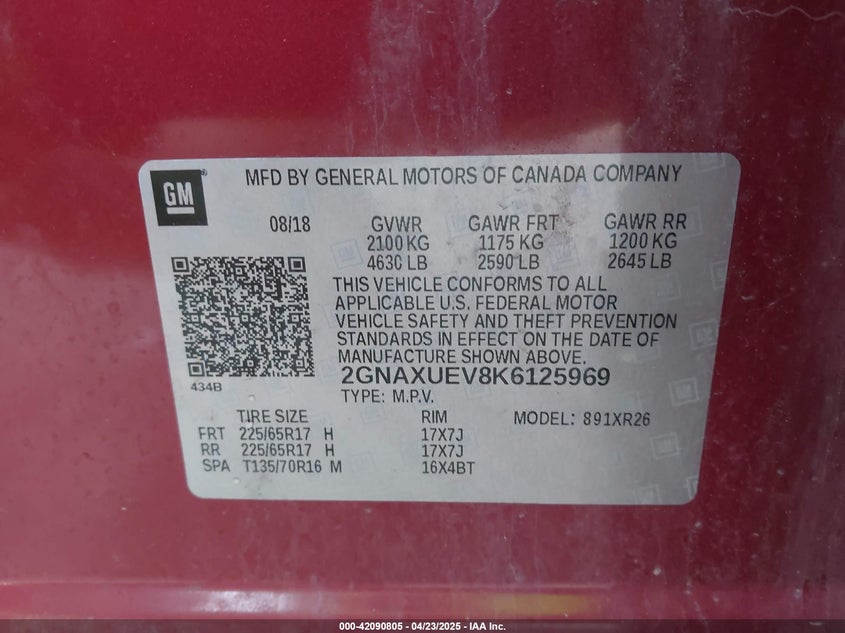 GM
MFD BY GENERAL MOTORS OF CANADA COMPANY
08/18 GVWR GAWR FRT GAWR RR
2100 KG 1175 KG 1200 KG
4630 LB 2590 LB 2645 LB
THIS VEHICLE CONFORMS TO ALL
APPLICABLE U.S. FEDERAL MOTOR
VEHICLE SAFETY AND THEFT PREVENTION
STANDARDS IN EFFECT ON THE DATE OF
MANUFACTURE SHOWN ABOVE.
434B
2GNAXUEV8K6125969
TYPE: M.P.V.
TIRE SIZE RIM MODEL: 891XR26
FRT 225/65R17 H 17X7J
RR 225/65R17 H 17X7J
SPA T135/70R16 M 16X4BT
000-42090805 - 04/23/2025 - IAA Inc.